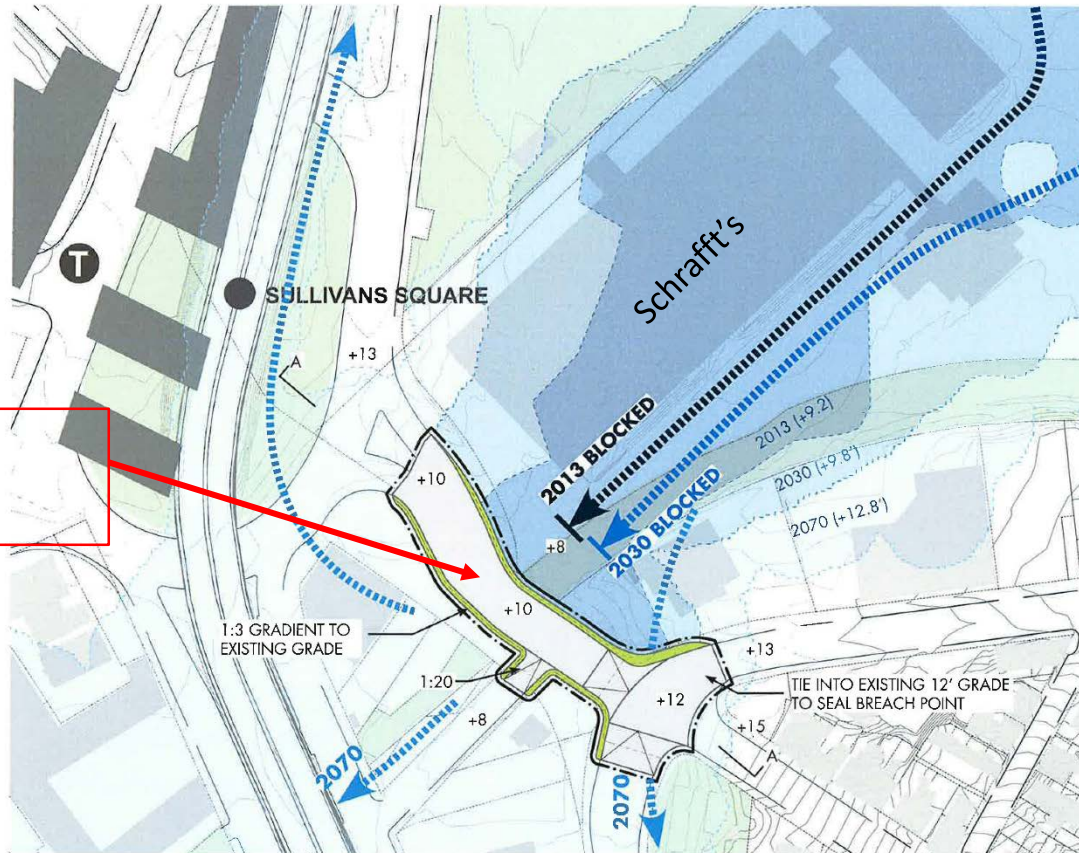 T
SULLIVANS SQUARE
Schrafft's
A
+13
2013 BLOCKED
2013 (+9.2)
2030 BLOCKED
2030 (+9.8')
2070 (+12.8')
+10
+8
+10
1:3 GRADIENT TO
EXISTING GRADE
1:20
+13
TIE INTO EXISTING 12' GRADE
TO SEAL BREACH POINT
+12
+8
+15
A
2070
2070